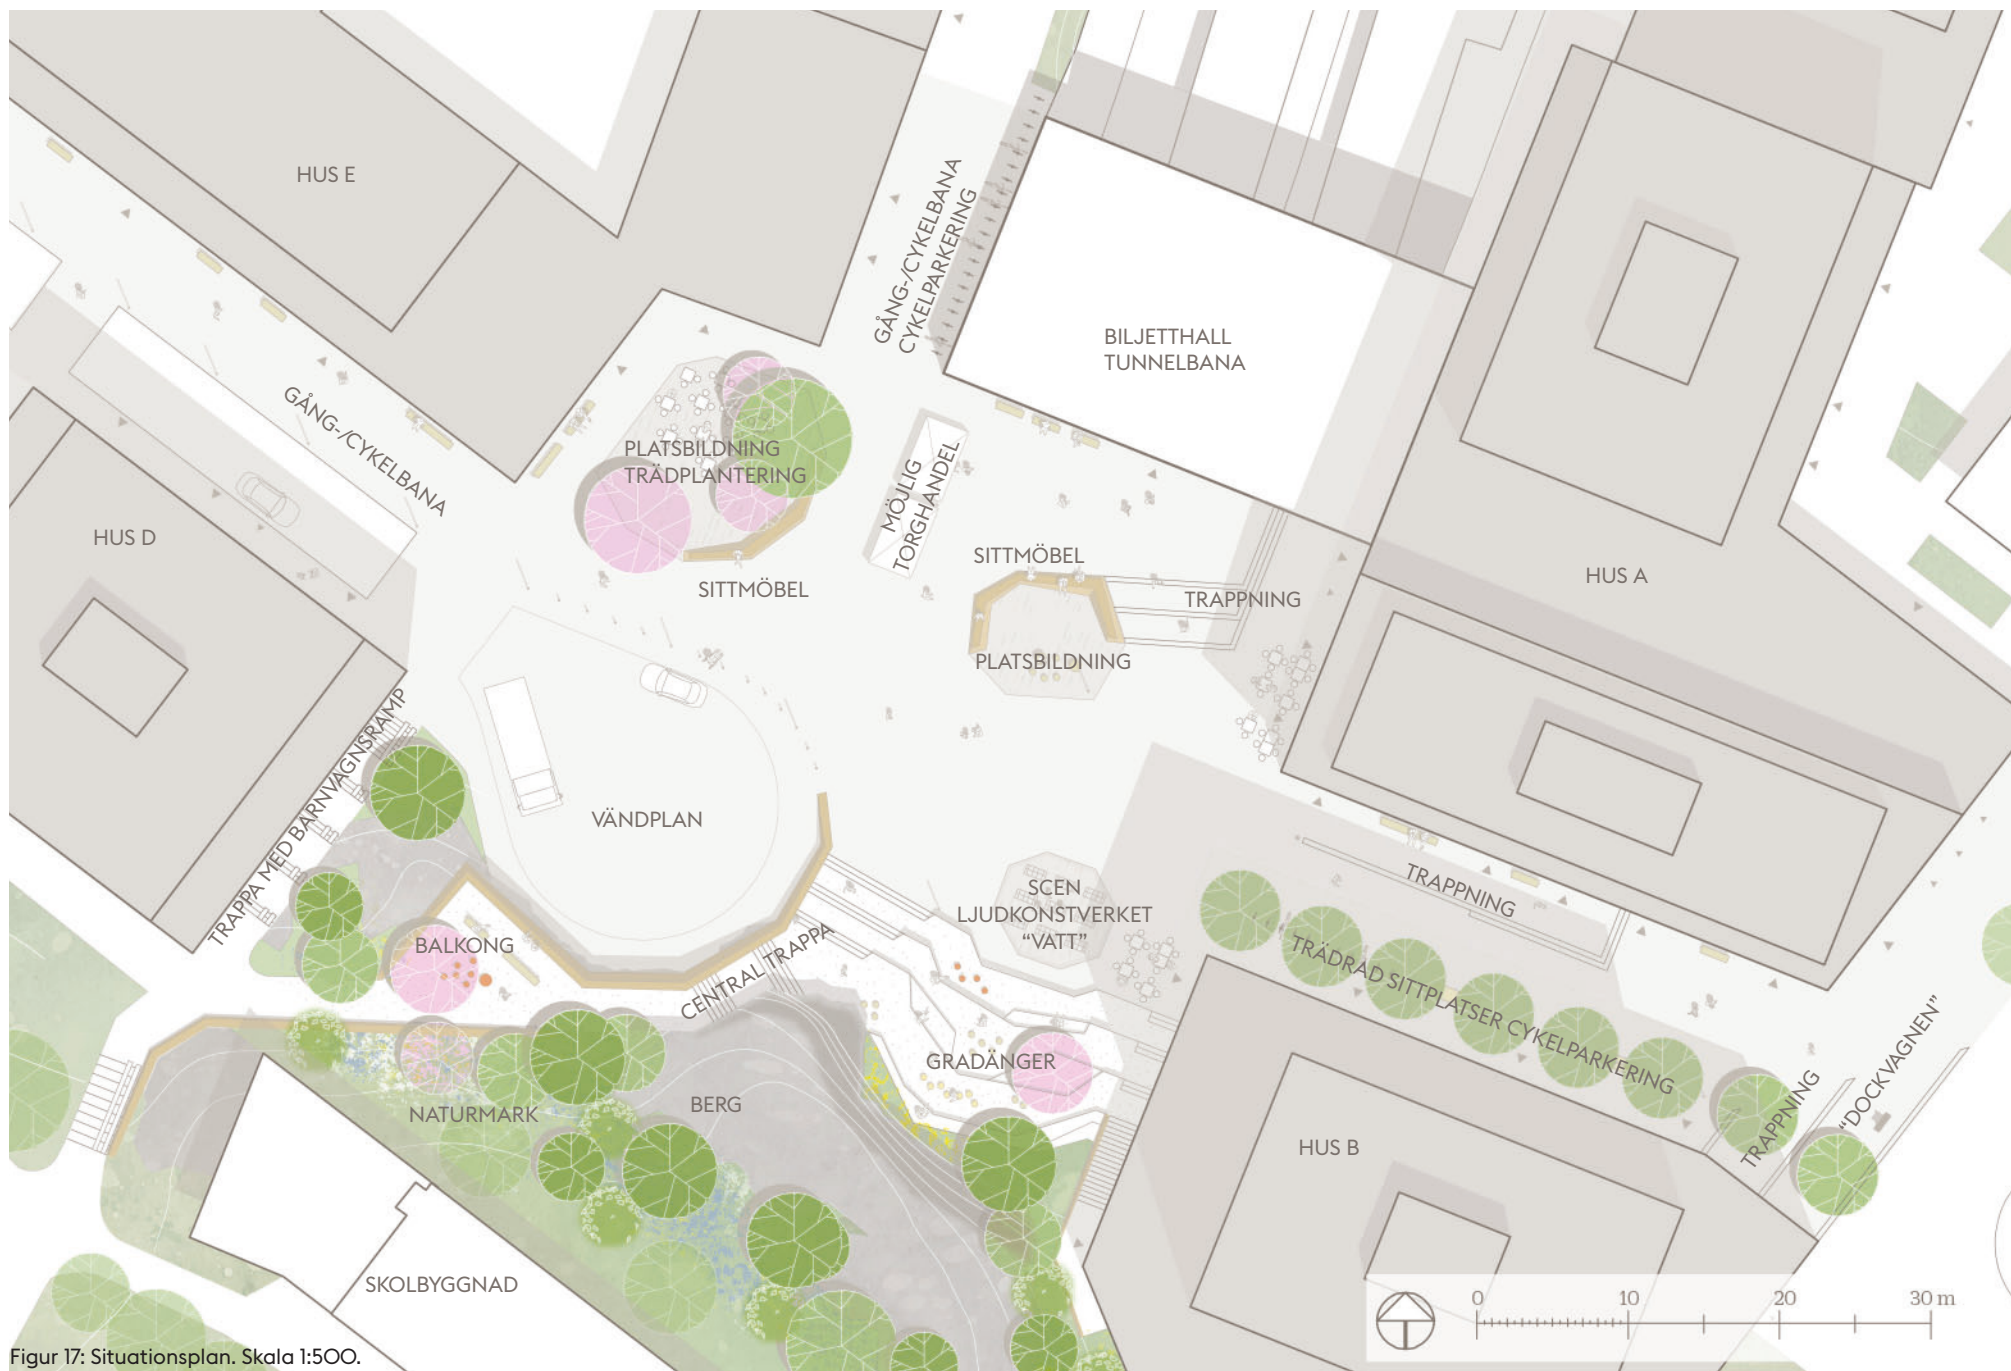 HUS E
GÅNG-/CYKELBANA
CYKELPARKERING
BILJETTHALL
TUNNELBANA
GÅNG-/CYKELBANA
PLATSBILDNING
TRÄDPLANTERING
MÖJLIG
TORGHANDEL
HUS D
SITTMÖBEL
SITTMÖBEL
TRAPPNING
HUS A
PLATSBILDNING
TRAPPA MED BARNVAGNSRAMP
VÄNDPLAN
SCEN
LJUDKONSTVERKET
“VATT”
TRAPPNING
BALKONG
CENTRAL TRAPPA
TRÄDRAD SITTPLATSER CYKELPARKERING
GRADÄNGER
TRAPPNING
“DOCKVAGNEN”
NATURMARK
BERG
HUS B
SKOLBYGGNAD
0 10 20 30 m
Figur 17: Situationsplan. Skala 1:500.